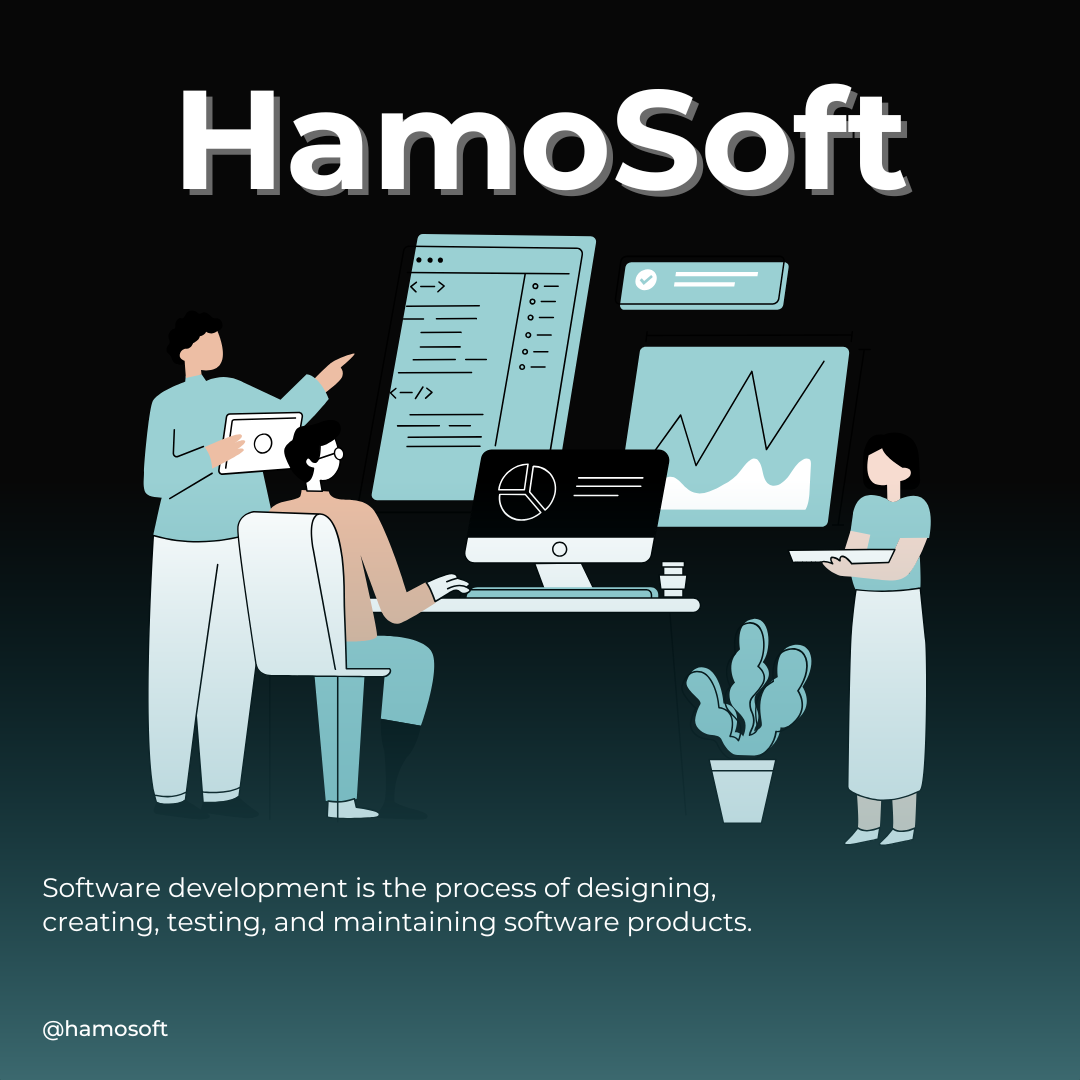 HamoSoft
Software development is the process of designing,
creating, testing, and maintaining software products.
@hamosoft